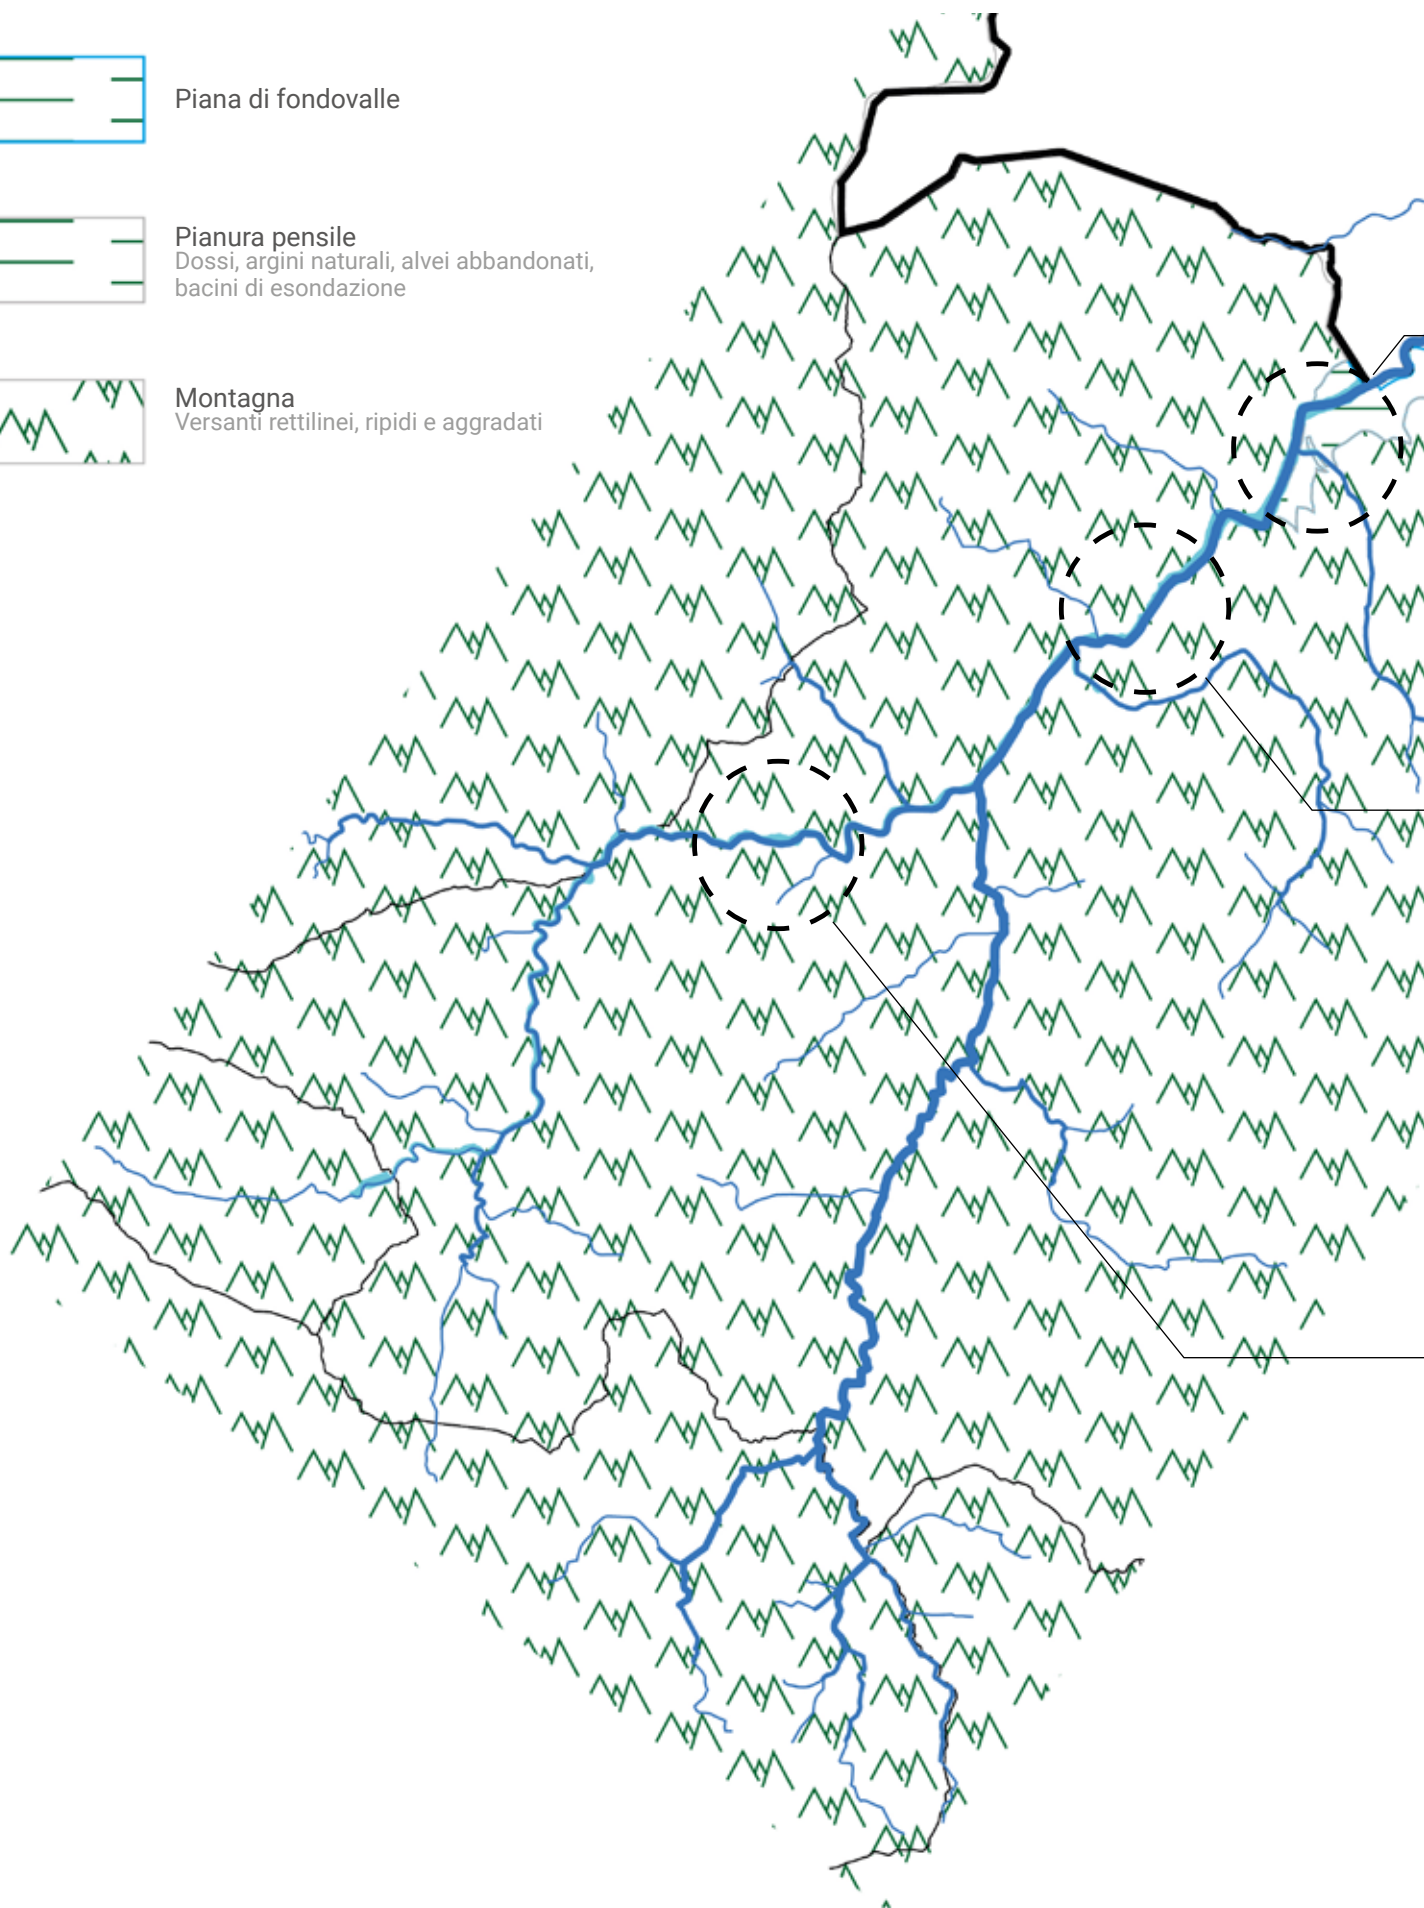 Piana di fondovalle
Pianura pensile
Dossi, argini naturali, alvei abbandonati,
bacini di esondazione
Montagna
Versanti rettilinei, ripidi e aggradati